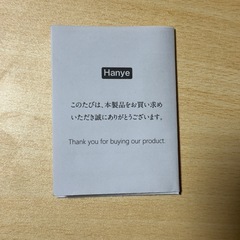 Hanye
このたびは、本製品をお買い求め
いただき誠にありがとうございます。
Thank you for buying our product.